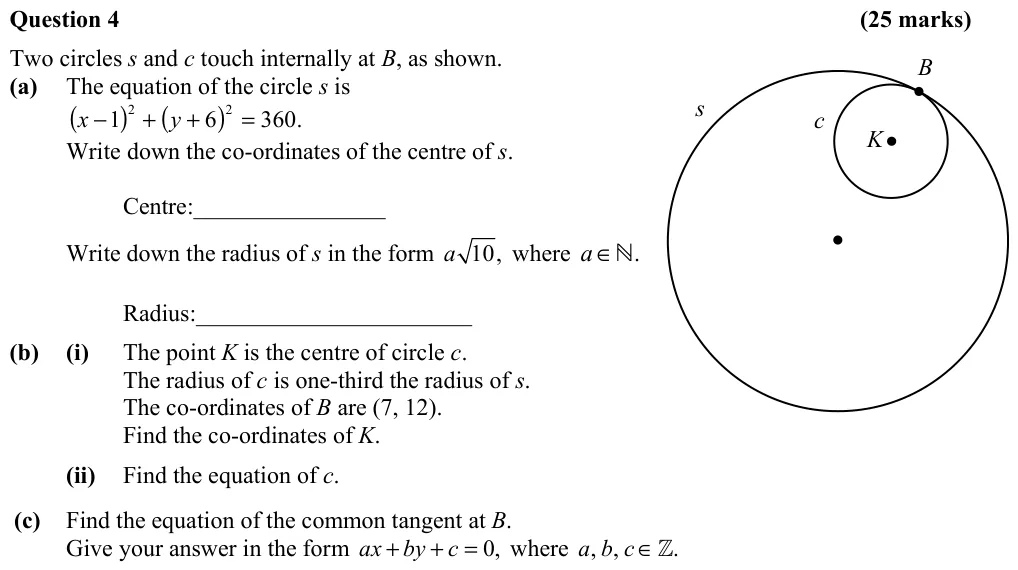 Question 4 (25 marks)
Two circles s and c touch internally at B, as shown.
(a) The equation of the circle s is
(x − 1)² + (y + 6)² = 360.
Write down the co-ordinates of the centre of s.
Centre:________________
Write down the radius of s in the form a√10, where a ∈ ℕ.
Radius:_______________________
(b) (i) The point K is the centre of circle c.
The radius of c is one-third the radius of s.
The co-ordinates of B are (7, 12).
Find the co-ordinates of K.
(ii) Find the equation of c.
(c) Find the equation of the common tangent at B.
Give your answer in the form ax + by + c = 0, where a, b, c ∈ ℤ.
B
s
c
K